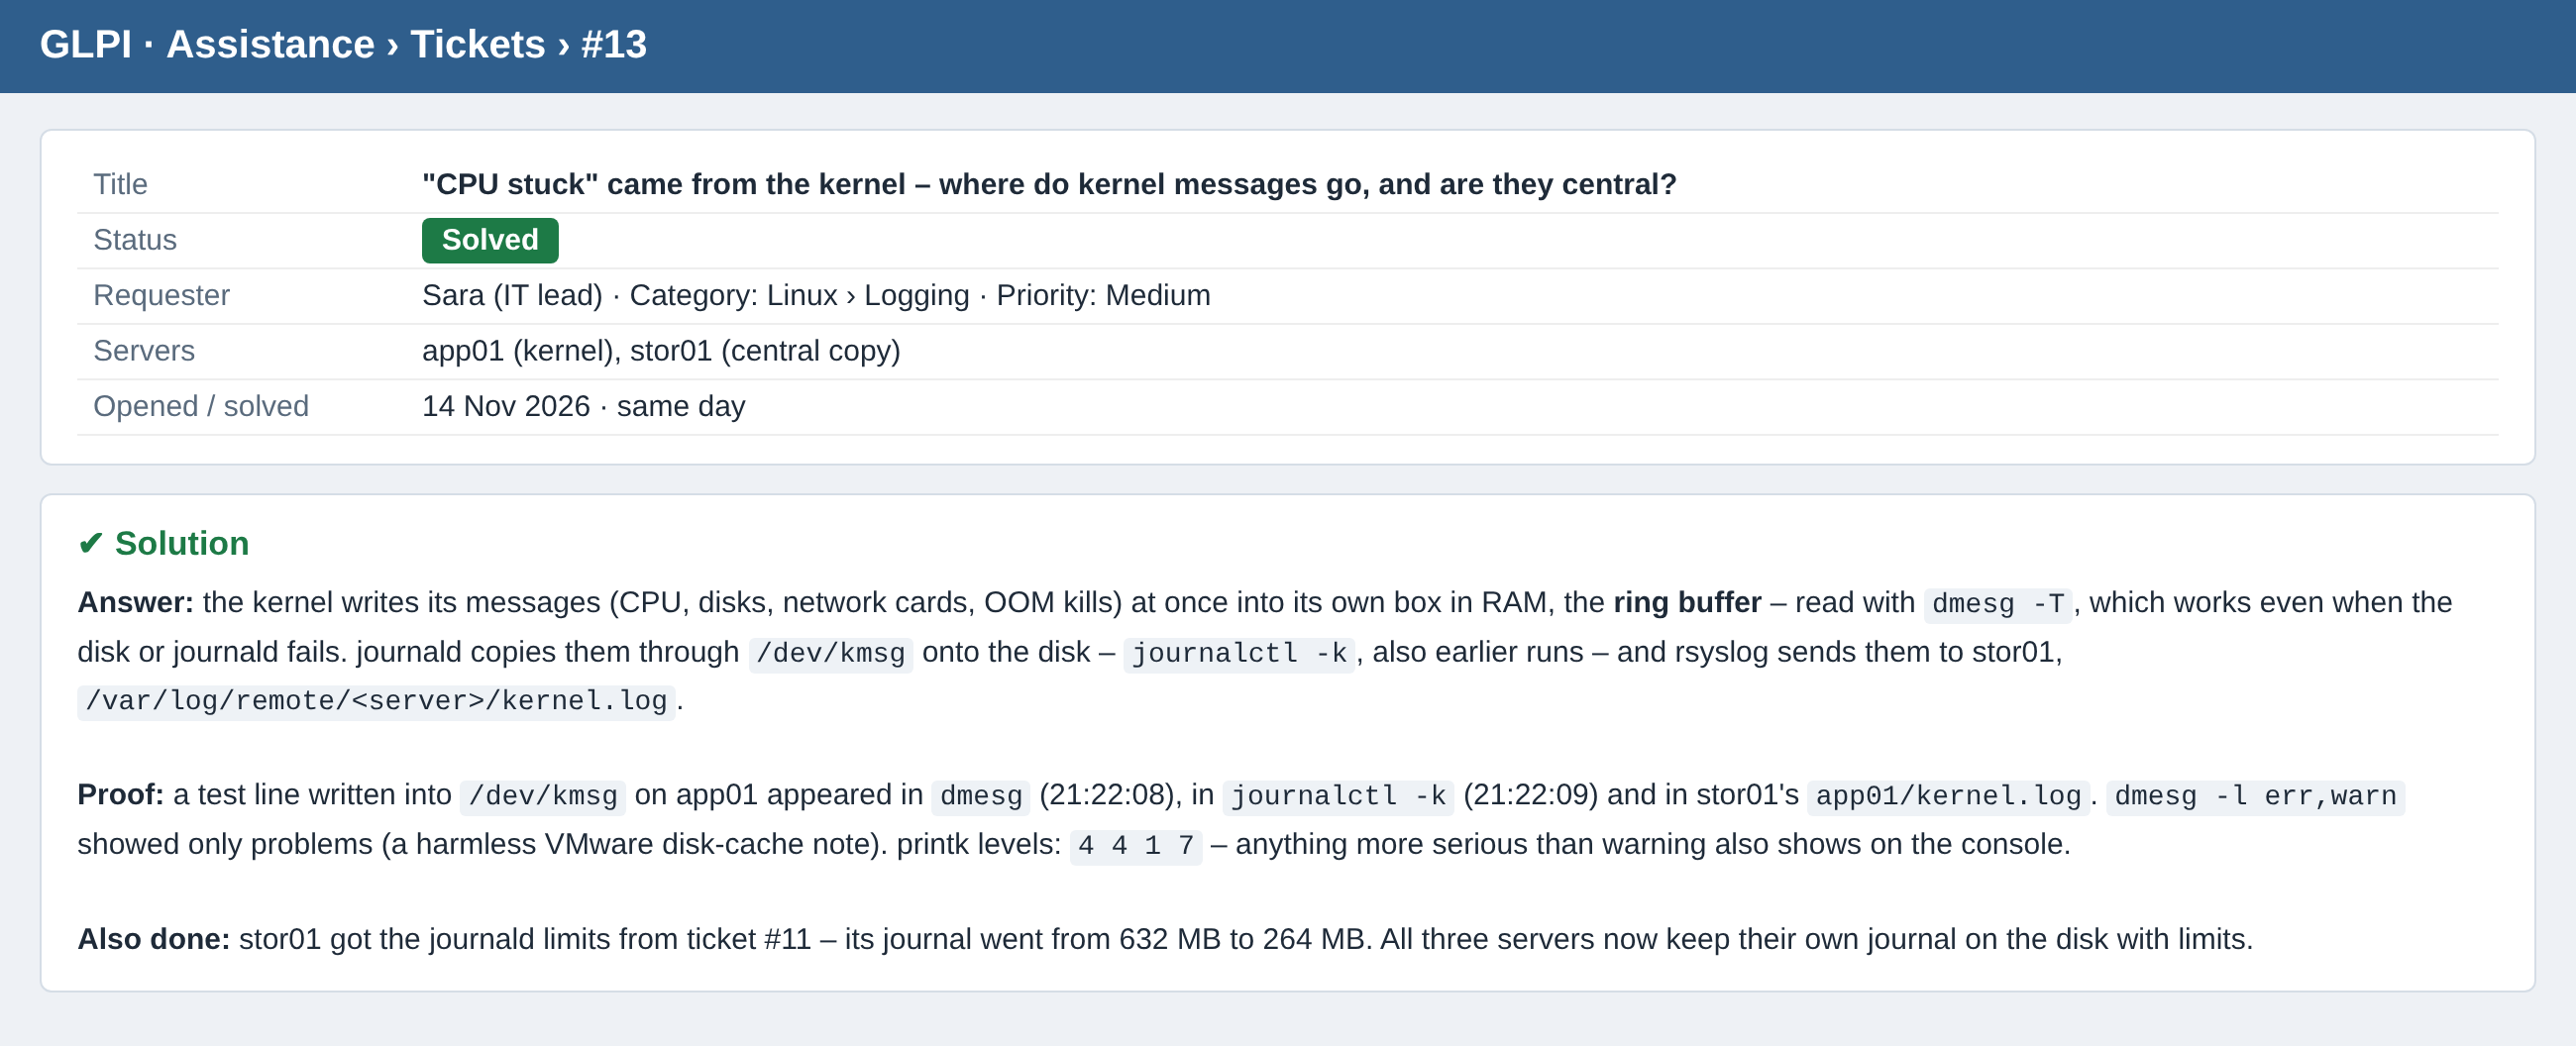 GLPI · Assistance › Tickets › #13
Title "CPU stuck" came from the kernel – where do kernel messages go, and are they central?
Status Solved
Requester Sara (IT lead) · Category: Linux › Logging · Priority: Medium
Servers app01 (kernel), stor01 (central copy)
Opened / solved 14 Nov 2026 · same day
✔ Solution
Answer: the kernel writes its messages (CPU, disks, network cards, OOM kills) at once into its own box in RAM, the ring buffer – read with dmesg -T, which works even when the
disk or journald fails. journald copies them through /dev/kmsg onto the disk – journalctl -k, also earlier runs – and rsyslog sends them to stor01,
/var/log/remote/<server>/kernel.log.
Proof: a test line written into /dev/kmsg on app01 appeared in dmesg (21:22:08), in journalctl -k (21:22:09) and in stor01's app01/kernel.log. dmesg -l err,warn
showed only problems (a harmless VMware disk-cache note). printk levels: 4 4 1 7 – anything more serious than warning also shows on the console.
Also done: stor01 got the journald limits from ticket #11 – its journal went from 632 MB to 264 MB. All three servers now keep their own journal on the disk with limits.